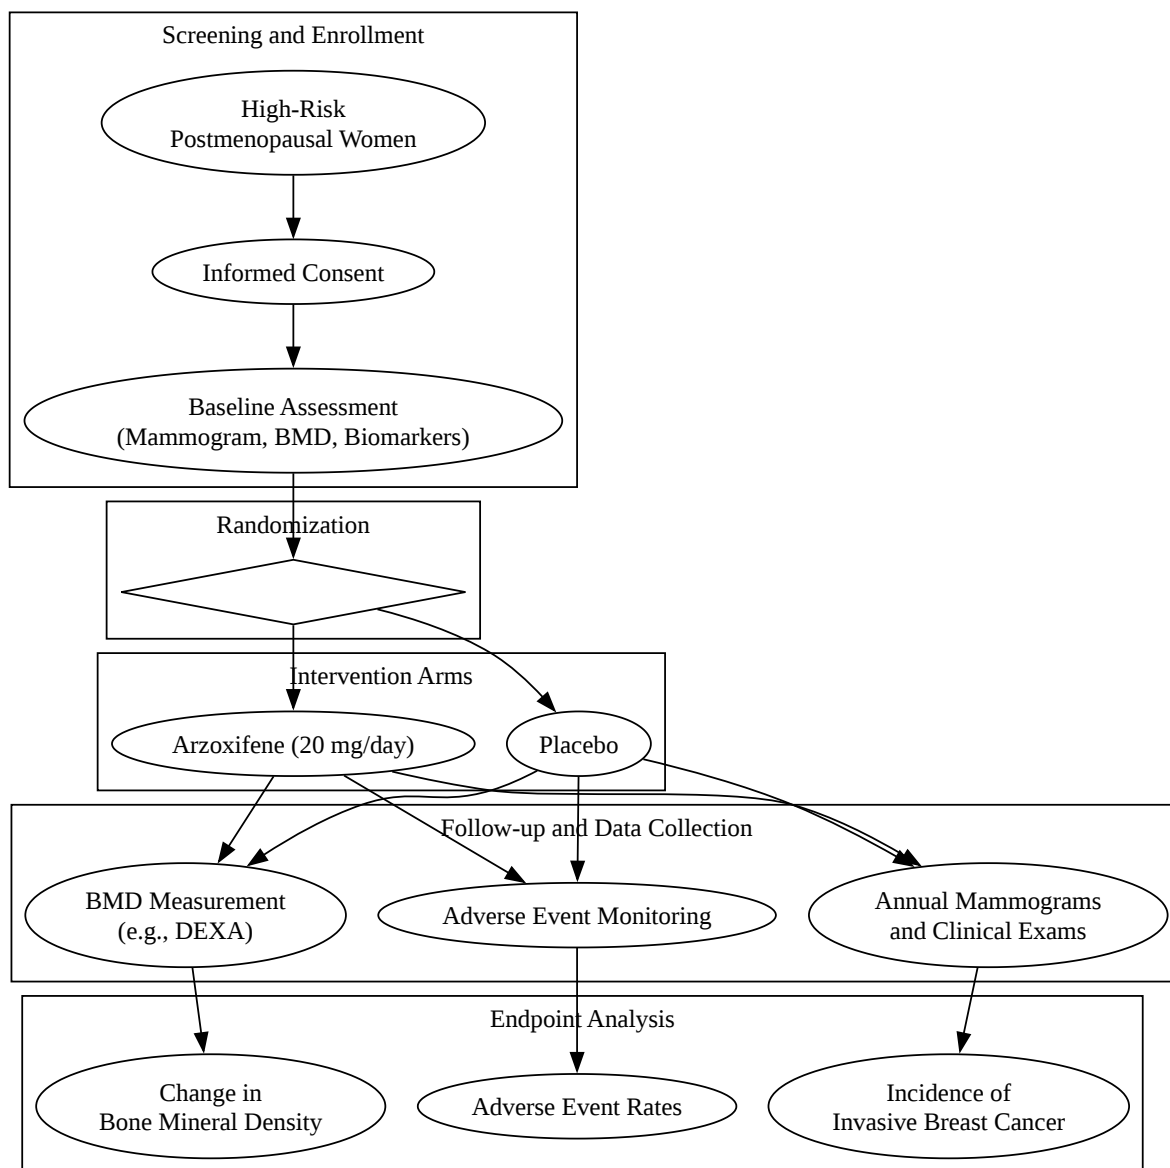 Screening and Enrollment
High-Risk
Postmenopausal Women
Informed Consent
Baseline Assessment
(Mammogram, BMD, Biomarkers)
Randomization
Intervention Arms
Arzoxifene (20 mg/day)
Placebo
Follow-up and Data Collection
BMD Measurement
(e.g., DEXA)
Adverse Event Monitoring
Annual Mammograms
and Clinical Exams
Endpoint Analysis
Change in
Bone Mineral Density
Adverse Event Rates
Incidence of
Invasive Breast Cancer